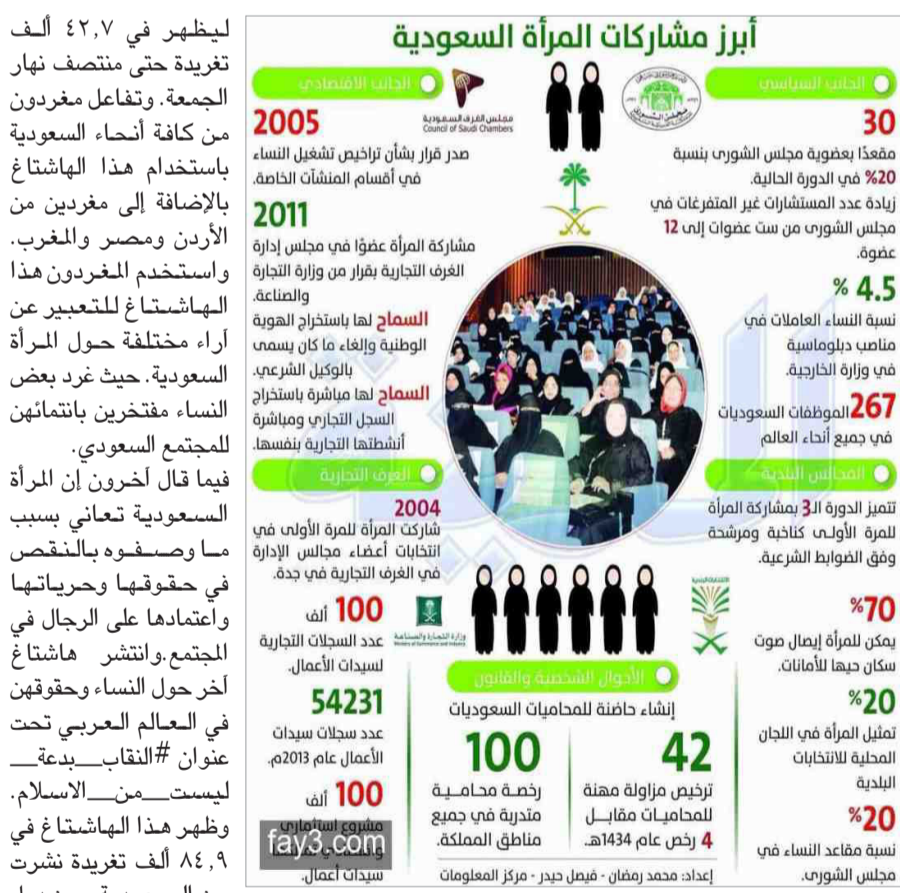 أبرز مشاركات المرأة السعودية
الجانب السياسي
30
مقعدًا بعضوية مجلس الشورى بنسبة
20% في الدورة الحالية.
زيادة عدد المستشارات غير المتفرغات في
مجلس الشورى من ست عضوات إلى 12
عضوة.
4.5 %
نسبة النساء العاملات في
مناصب دبلوماسية
في وزارة الخارجية.
267 الموظفات السعوديات
في جميع أنحاء العالم
المجالس البلدية
تتميز الدورة الـ3 بمشاركة المرأة
للمرة الأولى كناخبة ومرشحة
وفق الضوابط الشرعية.
70%
يمكن للمرأة إيصال صوت
سكان حيها للأمانات.
20%
تمثيل المرأة في اللجان
المحلية للانتخابات
البلدية
20%
نسبة مقاعد النساء في
مجلس الشورى.
الجانب الاقتصادي
مجلس الغرف السعودية
Council of Saudi Chambers
2005
صدر قرار بشأن تراخيص تشغيل النساء
في أقسام المنشآت الخاصة.
2011
مشاركة المرأة عضوًا في مجلس إدارة
الغرف التجارية بقرار من وزارة التجارة
والصناعة.
السماح لها باستخراج الهوية
الوطنية وإلغاء ما كان يسمى
بالوكيل الشرعي.
السماح لها مباشرة باستخراج
السجل التجاري ومباشرة
أنشطتها التجارية بنفسها.
الغرف التجارية
2004
شاركت المرأة للمرة الأولى في
انتخابات أعضاء مجالس الإدارة
في الغرف التجارية في جدة.
وزارة التجارة والصناعة
Ministry of Commerce and Industry
100 ألف
عدد السجلات التجارية
لسيدات الأعمال.
54231
عدد سجلات سيدات
الأعمال عام 2013م.
100 ألف
مشروع استثماري
سيدات أعمال.
الأحوال الشخصية والقانون
إنشاء حاضنة للمحاميات السعوديات
42
ترخيص مزاولة مهنة
للمحاميات مقابل
4 رخص عام 1434هـ.
100
رخصة محامية
متدربة في جميع
مناطق المملكة.
إعداد: محمد رمضان - فيصل حيدر - مركز المعلومات
fay3.com
ليظهر في ٤٢,٧ ألف
تغريدة حتى منتصف نهار
الجمعة. وتفاعل مغردون
من كافة أنحاء السعودية
باستخدام هذا الهاشتاغ
بالإضافة إلى مغردين من
الأردن ومصر والمغرب.
واستخدم المغردون هذا
الهاشتاغ للتعبير عن
آراء مختلفة حول المرأة
السعودية. حيث غرد بعض
النساء مفتخرين بانتمائهن
للمجتمع السعودي.
فيما قال آخرون إن المرأة
السعودية تعاني بسبب
ما وصفوه بالنقص
في حقوقها وحرياتها
واعتمادها على الرجال في
المجتمع.وانتشر هاشتاغ
آخر حول النساء وحقوقهن
في العالم العربي تحت
عنوان #النقاب__بدعة__
ليست__من__الاسلام.
وظهر هذا الهاشتاغ في
٨٤,٩ ألف تغريدة نشرت